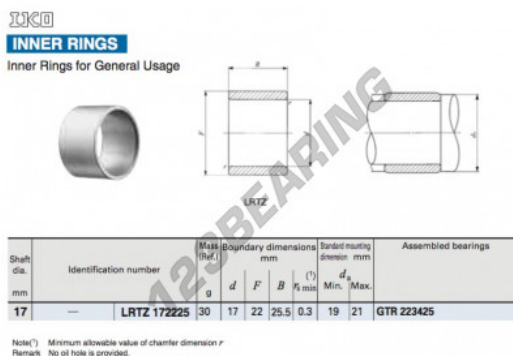 IKO
INNER RINGS
Inner Rings for General Usage
B
r
r
F
d
dₐ
LRTZ
123BEARING
Shaft dia. mm
Identification number
Mass (Ref.) g
Boundary dimensions mm
d F B (1) rs min
Standard mounting dimension mm
da
Min. Max.
Assembled bearings
17 — LRTZ 172225 30 17 22 25.5 0.3 19 21 GTR 223425
Note(1) Minimum allowable value of chamfer dimension r
Remark No oil hole is provided.